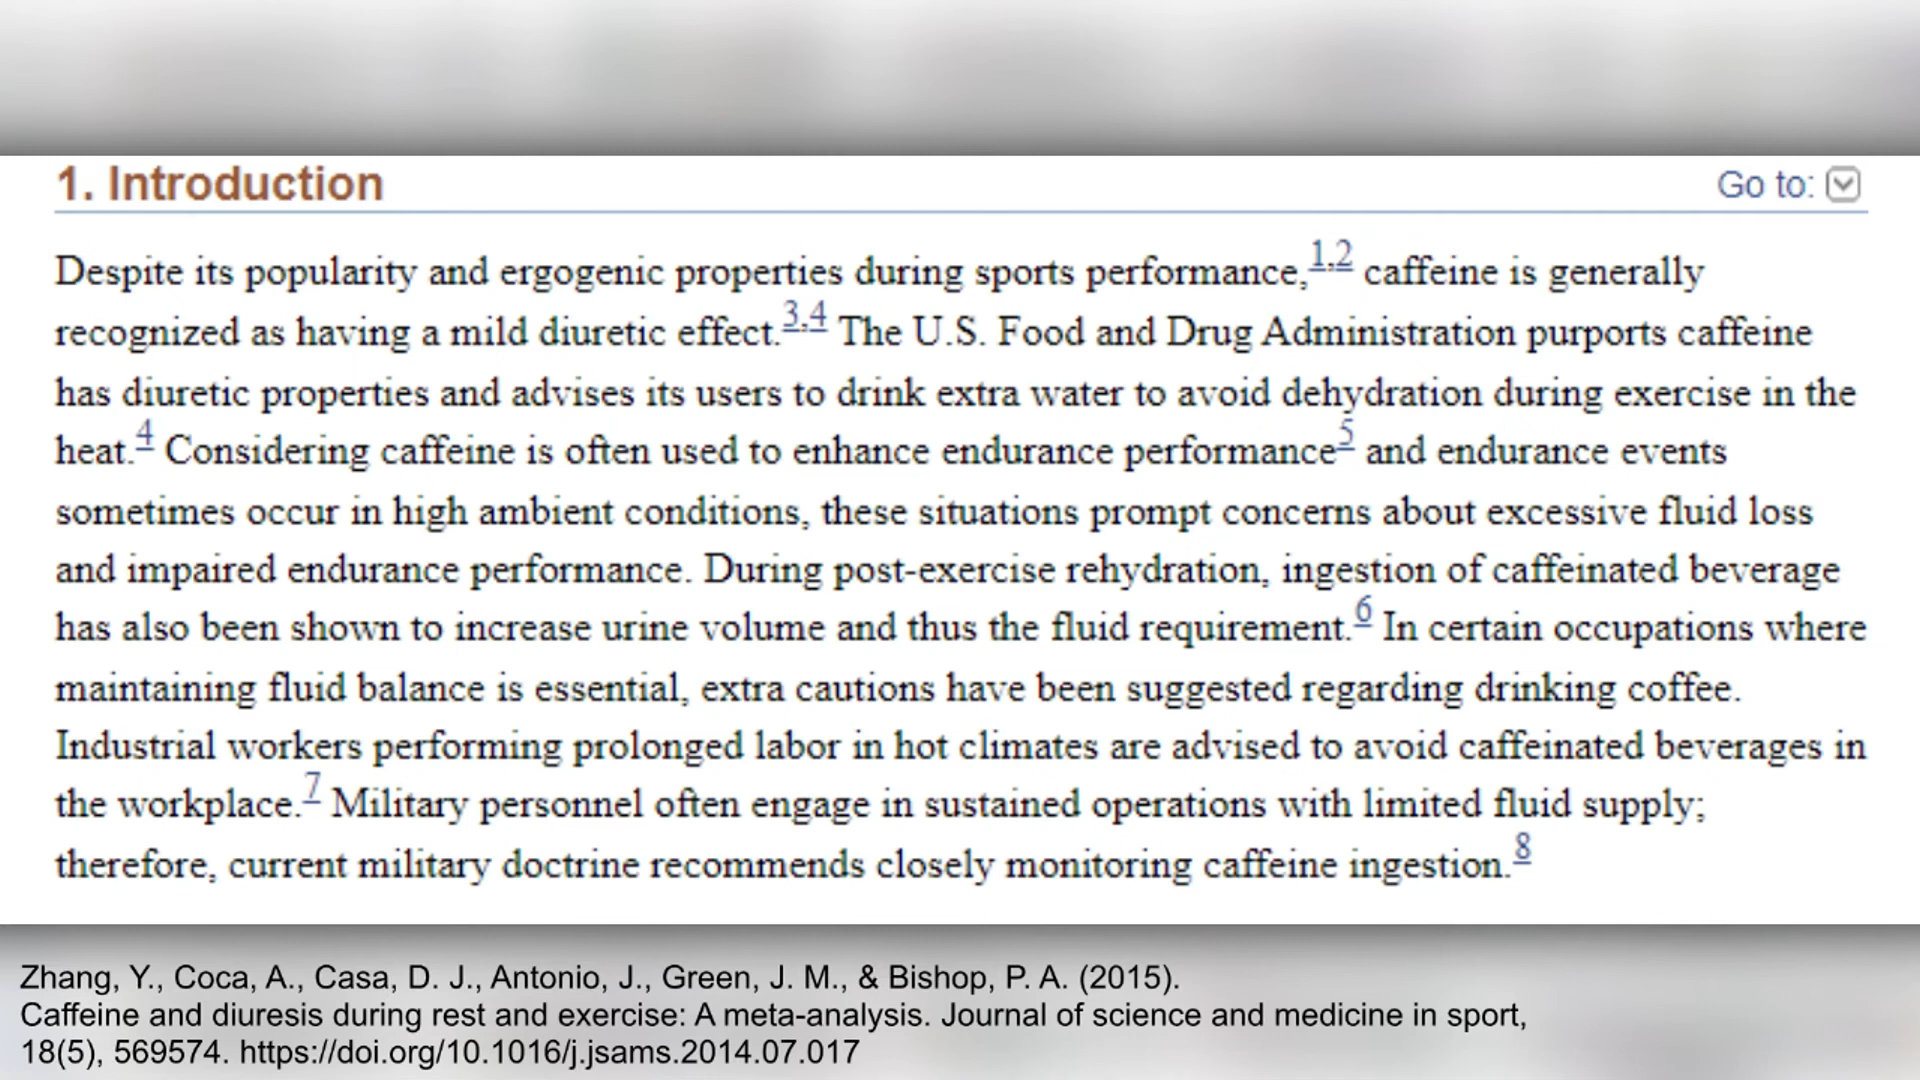 1. Introduction
Go to:
Despite its popularity and ergogenic properties during sports performance,1,2 caffeine is generally
recognized as having a mild diuretic effect.3,4 The U.S. Food and Drug Administration purports caffeine
has diuretic properties and advises its users to drink extra water to avoid dehydration during exercise in the
heat.4 Considering caffeine is often used to enhance endurance performance5 and endurance events
sometimes occur in high ambient conditions, these situations prompt concerns about excessive fluid loss
and impaired endurance performance. During post-exercise rehydration, ingestion of caffeinated beverage
has also been shown to increase urine volume and thus the fluid requirement.6 In certain occupations where
maintaining fluid balance is essential, extra cautions have been suggested regarding drinking coffee.
Industrial workers performing prolonged labor in hot climates are advised to avoid caffeinated beverages in
the workplace.7 Military personnel often engage in sustained operations with limited fluid supply;
therefore, current military doctrine recommends closely monitoring caffeine ingestion.8
Zhang, Y., Coca, A., Casa, D. J., Antonio, J., Green, J. M., & Bishop, P. A. (2015).
Caffeine and diuresis during rest and exercise: A meta-analysis. Journal of science and medicine in sport,
18(5), 569574. https://doi.org/10.1016/j.jsams.2014.07.017